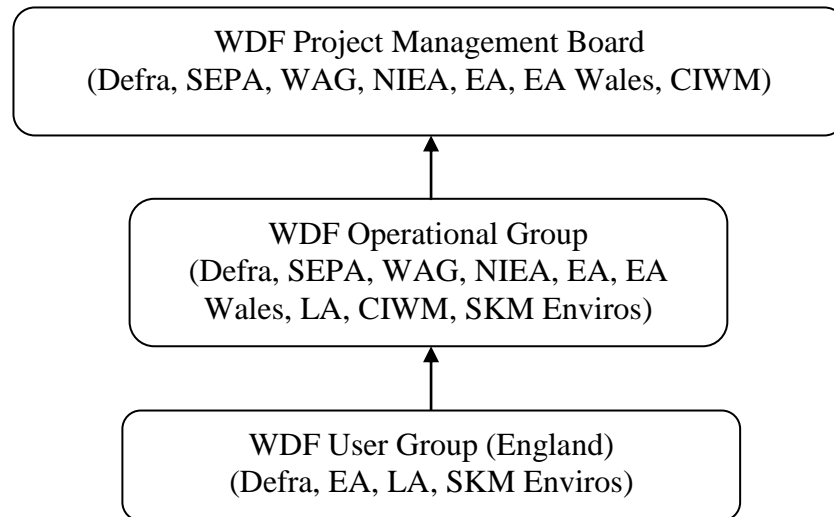 WDF Project Management Board
(Defra, SEPA, WAG, NIEA, EA, EA Wales, CIWM)
WDF Operational Group
(Defra, SEPA, WAG, NIEA, EA, EA
Wales, LA, CIWM, SKM Enviros)
WDF User Group (England)
(Defra, EA, LA, SKM Enviros)